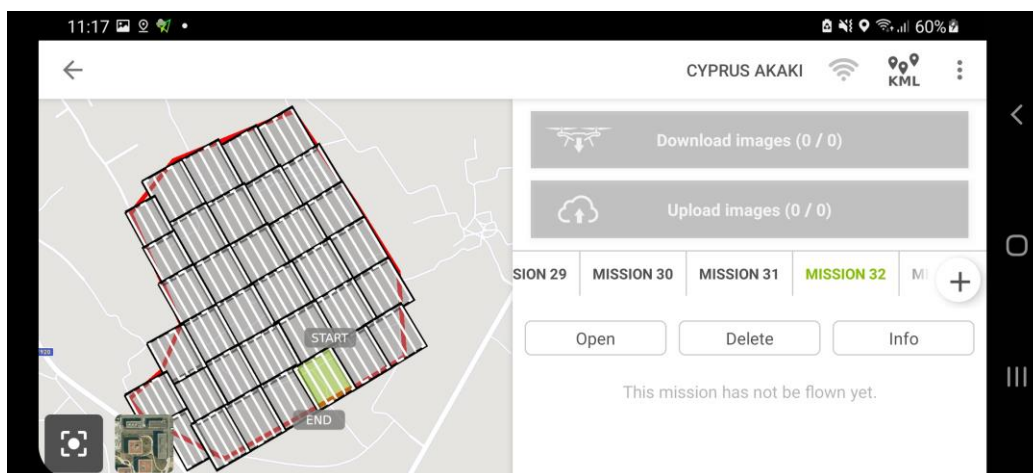 11:17
60%
CYPRUS AKAKI
KML
Download images (0 / 0)
Upload images (0 / 0)
SION 29 MISSION 30 MISSION 31 MISSION 32 MI
Open Delete Info
This mission has not be flown yet.
START
END